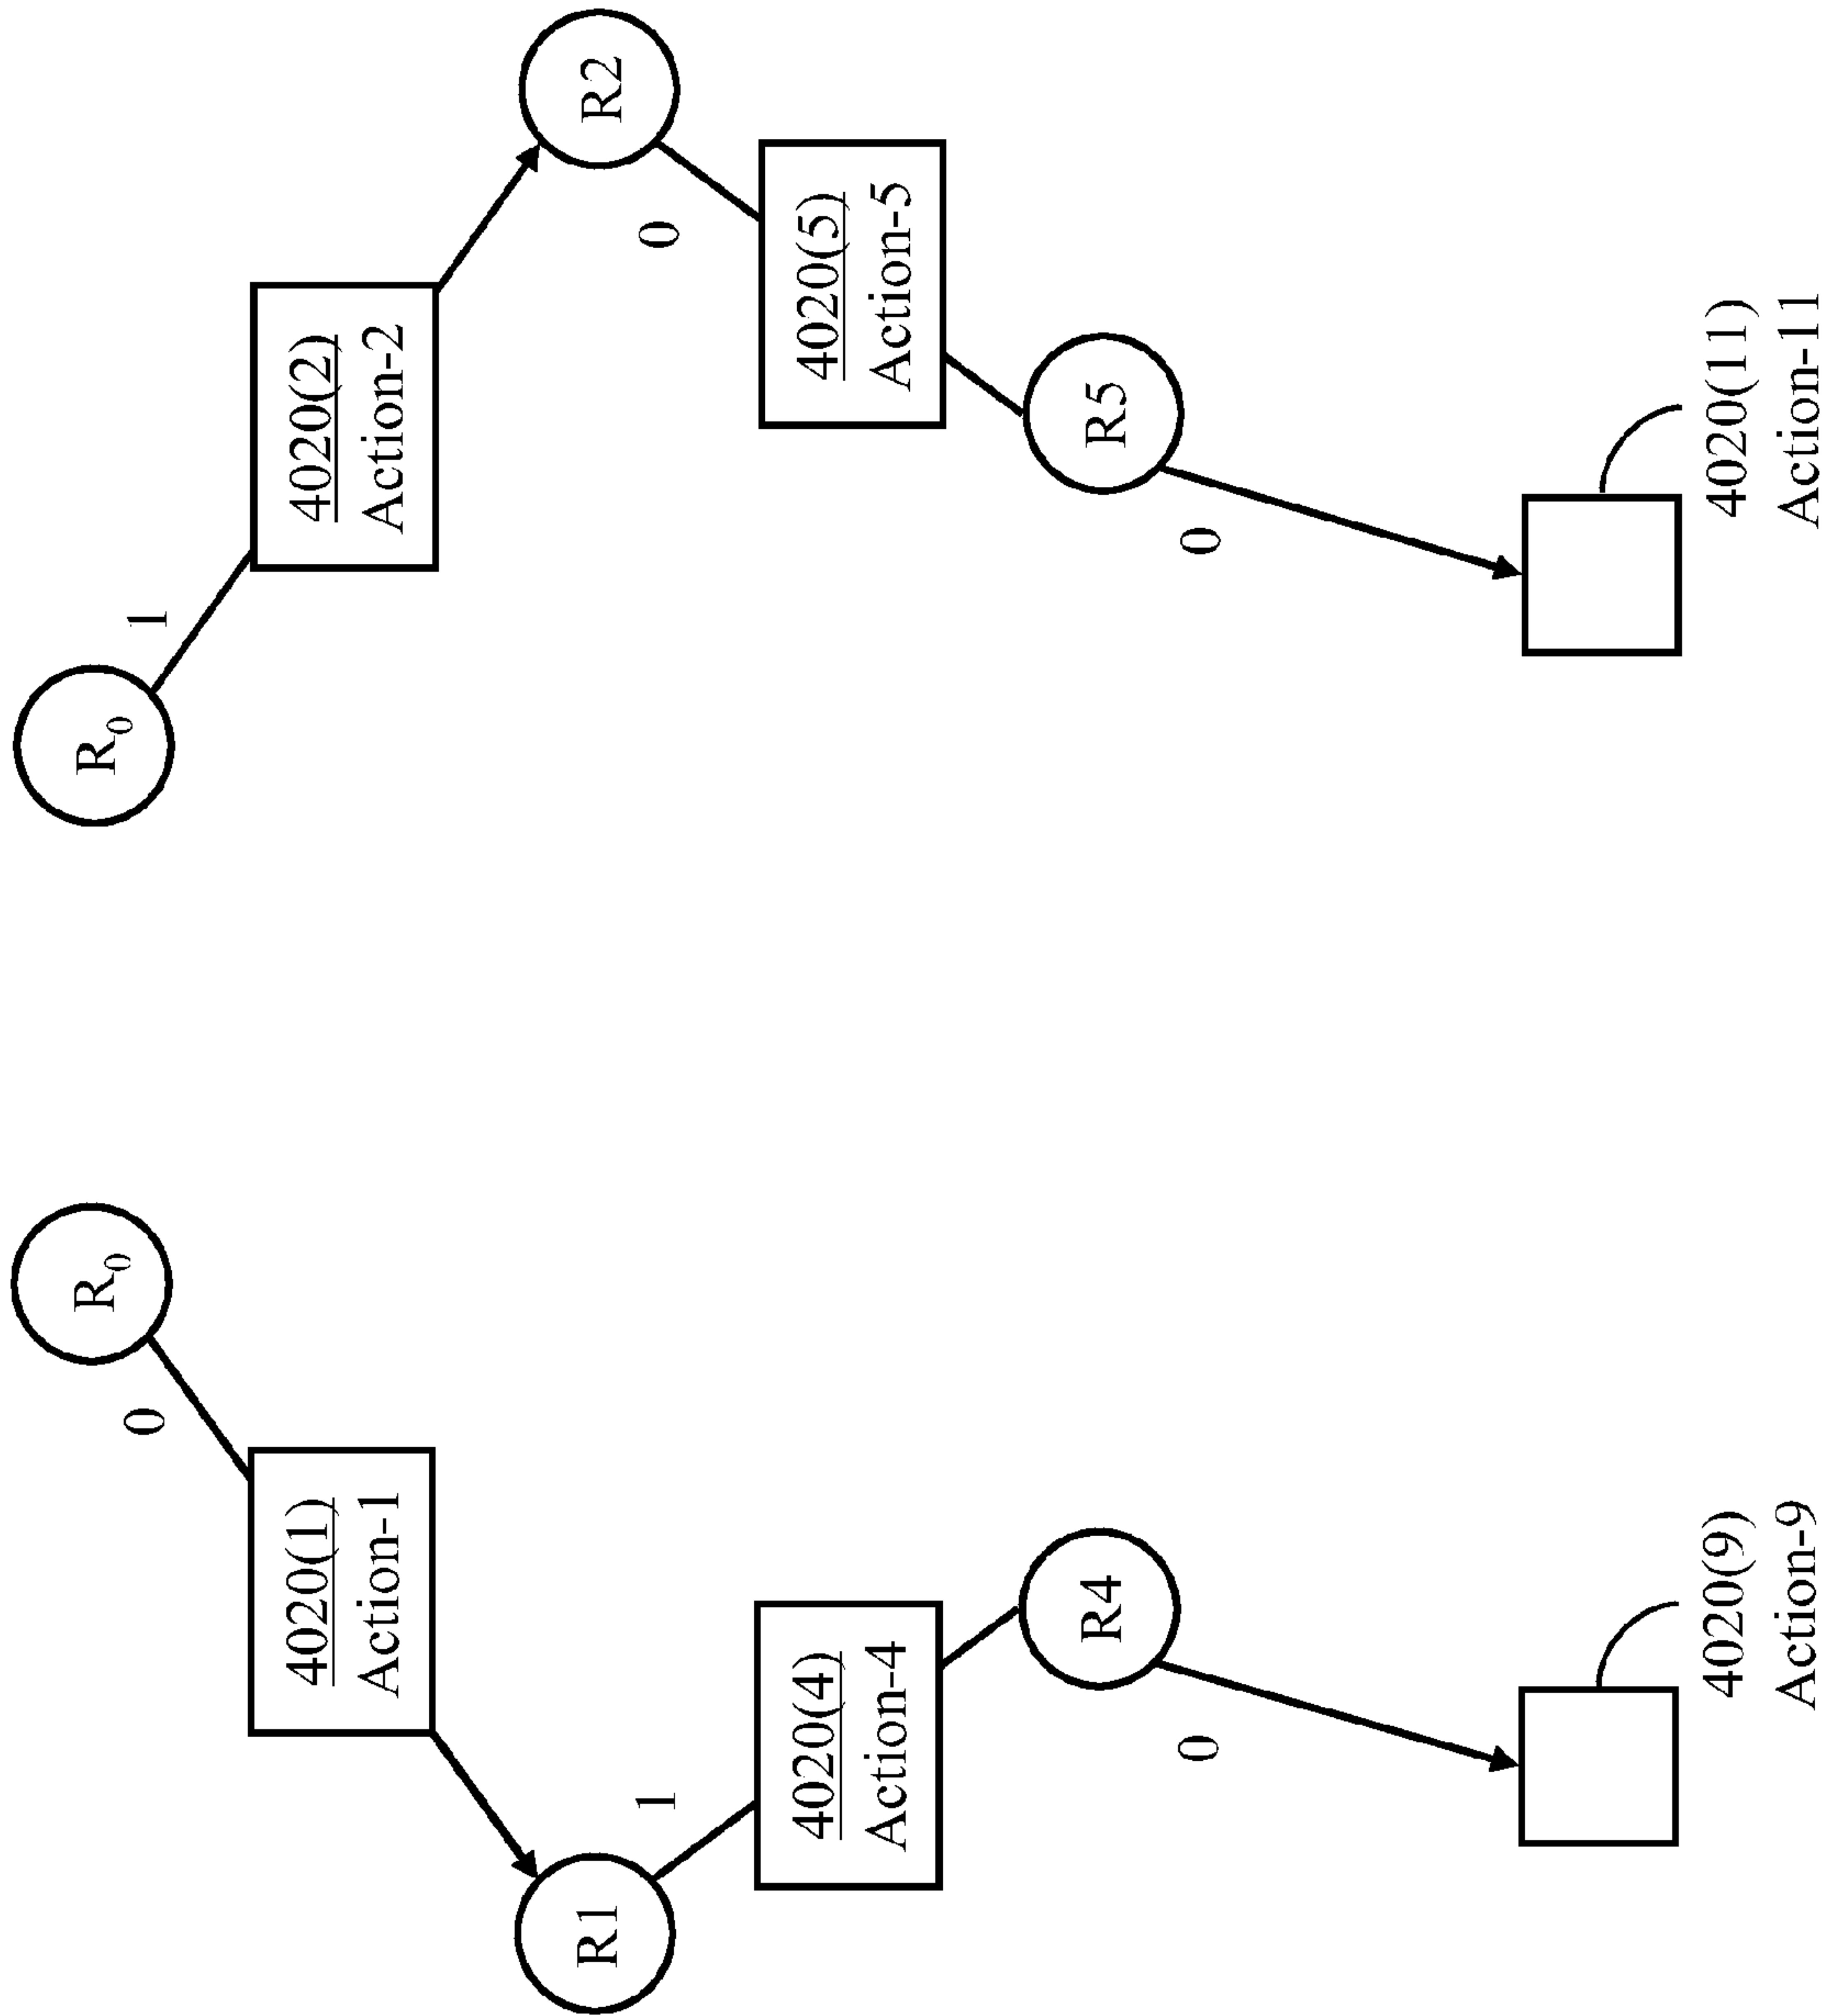 R0
0
4020(1)
Action-1
R1
1
4020(4)
Action-4
R4
0
4020(9)
Action-9
R0
1
4020(2)
Action-2
R2
0
4020(5)
Action-5
R5
0
4020(11)
Action-11